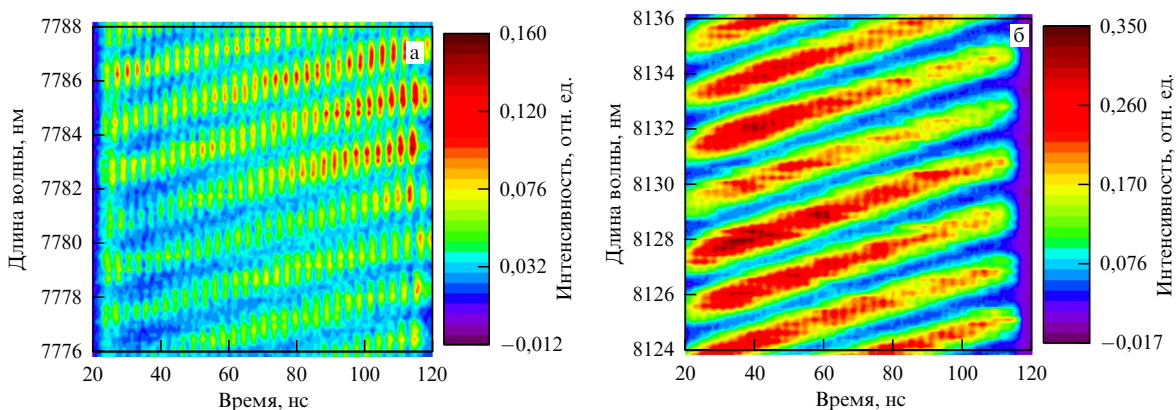 7788
7786
7784
7782
7780
7778
7776
Длина волны, нм
20 40 60 80 100 120
Время, нс
а
0,160
0,120
0,076
0,032
−0,012
Интенсивность, отн. ед.
8136
8134
8132
8130
8128
8126
8124
Длина волны, нм
20 40 60 80 100 120
Время, нс
б
0,350
0,260
0,170
0,076
−0,017
Интенсивность, отн. ед.